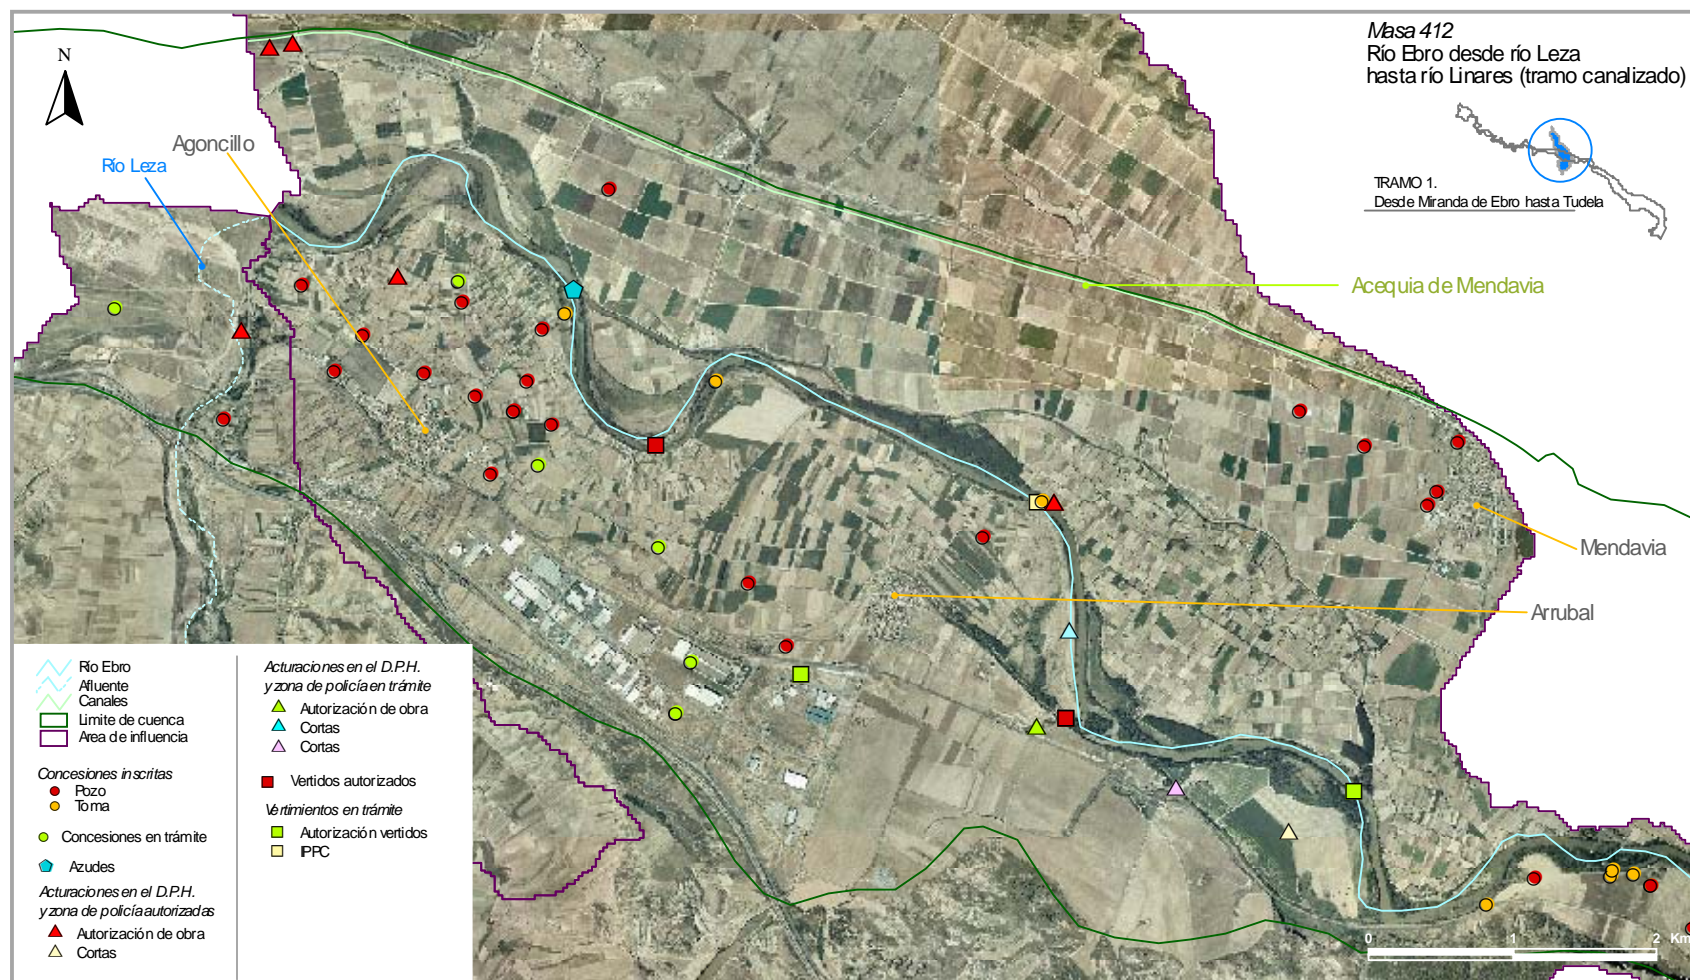 Masa 412
Río Ebro desde río Leza
hasta río Linares (tramo canalizado)
TRAMO 1.
Desde Miranda de Ebro hasta Tudela
N
Agoncillo
Río Leza
Acequia de Mendavia
Mendavia
Arrubal
Río Ebro
Afluente
Canales
Limite de cuenca
Area de influencia
Concesiones inscritas
Pozo
Toma
Concesiones en trámite
Azudes
Acturaciones en el D.P.H.
y zona de policía autorizadas
Autorización de obra
Cortas
Acturaciones en el D.P.H.
y zona de policía en trámite
Autorización de obra
Cortas
Cortas
Vertidos autorizados
Vertimientos en trámite
Autorización vertidos
IPPC
0 1 2 Km